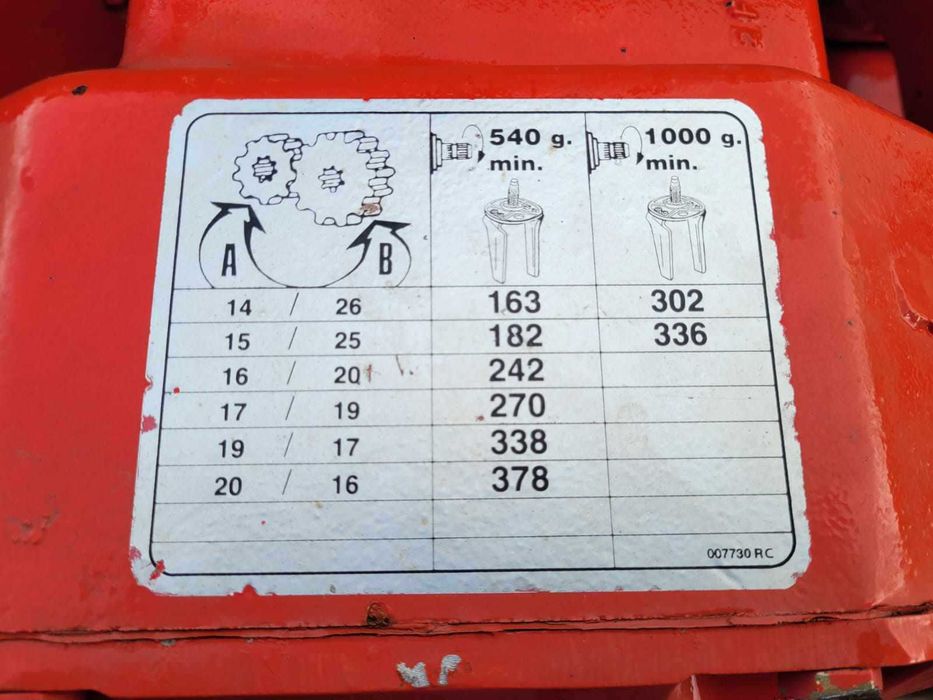 540 g.
min.
1000 g.
min.
A B
14 / 26 163 302
15 / 25 182 336
16 / 20 242
17 / 19 270
19 / 17 338
20 / 16 378
007730 RC